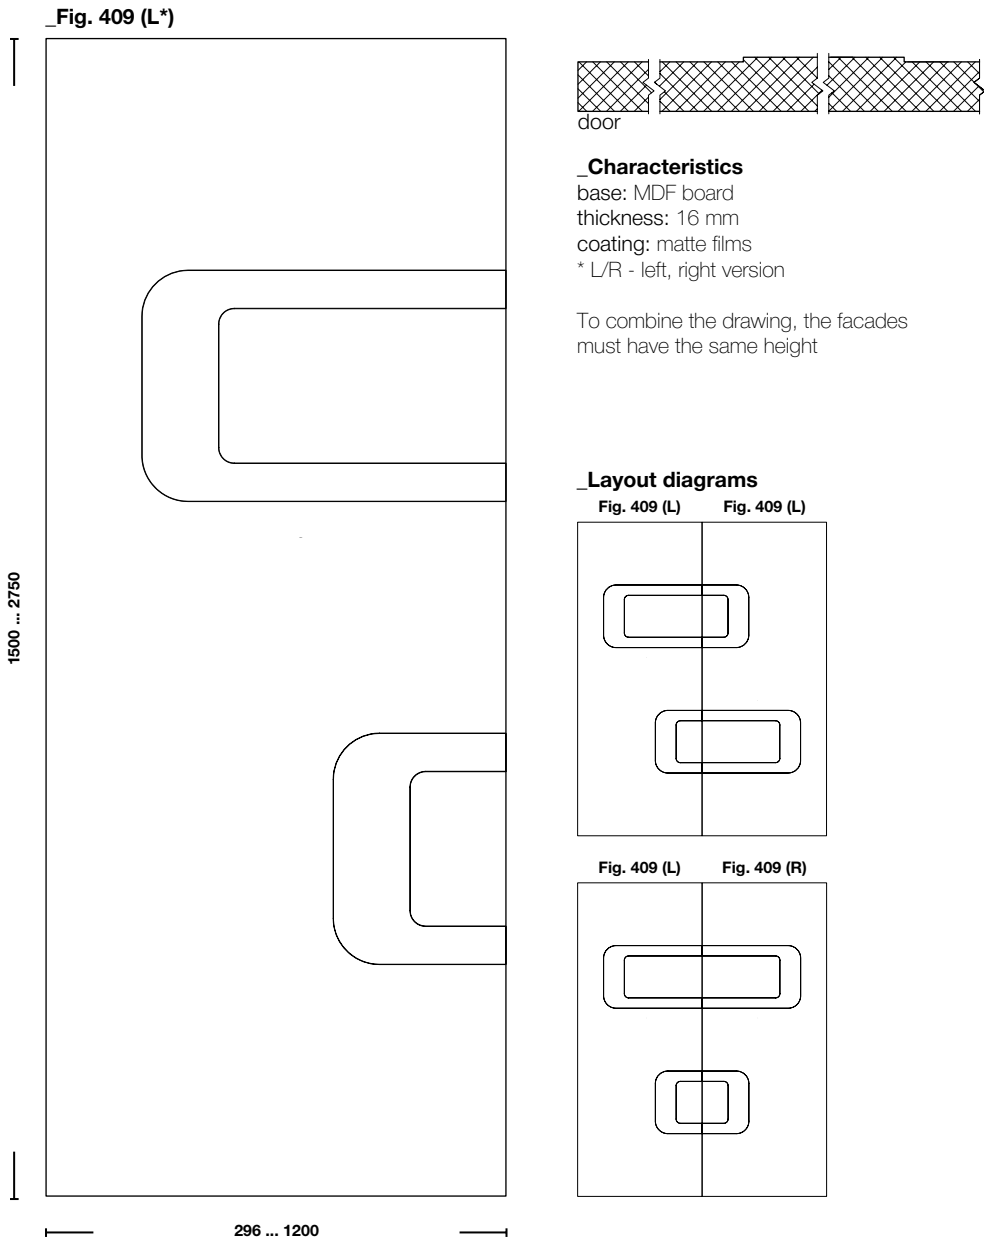 _Fig. 409 (L*)
1500 ... 2750
296 ... 1200
door
_Characteristics
base: MDF board
thickness: 16 mm
coating: matte films
* L/R - left, right version
To combine the drawing, the facades
must have the same height
_Layout diagrams
Fig. 409 (L) Fig. 409 (L)
Fig. 409 (L) Fig. 409 (R)